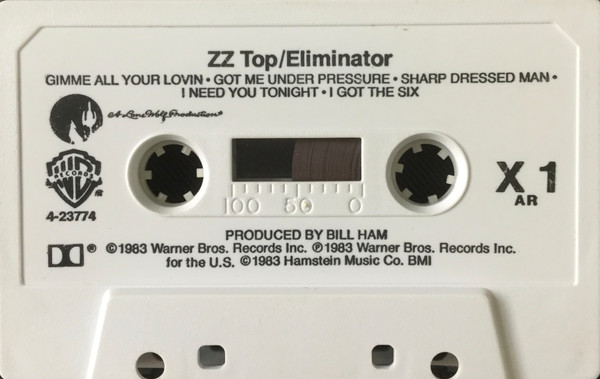 ZZ Top/Eliminator
GIMME ALL YOUR LOVIN • GOT ME UNDER PRESSURE • SHARP DRESSED MAN •
I NEED YOU TONIGHT • I GOT THE SIX
A Lone Wolf Production
WB
RECORDS
4-23774
100 50 0
X 1
AR
PRODUCED BY BILL HAM
®©1983 Warner Bros. Records Inc. ℗1983 Warner Bros. Records Inc.
for the U.S. ©1983 Hamstein Music Co. BMI